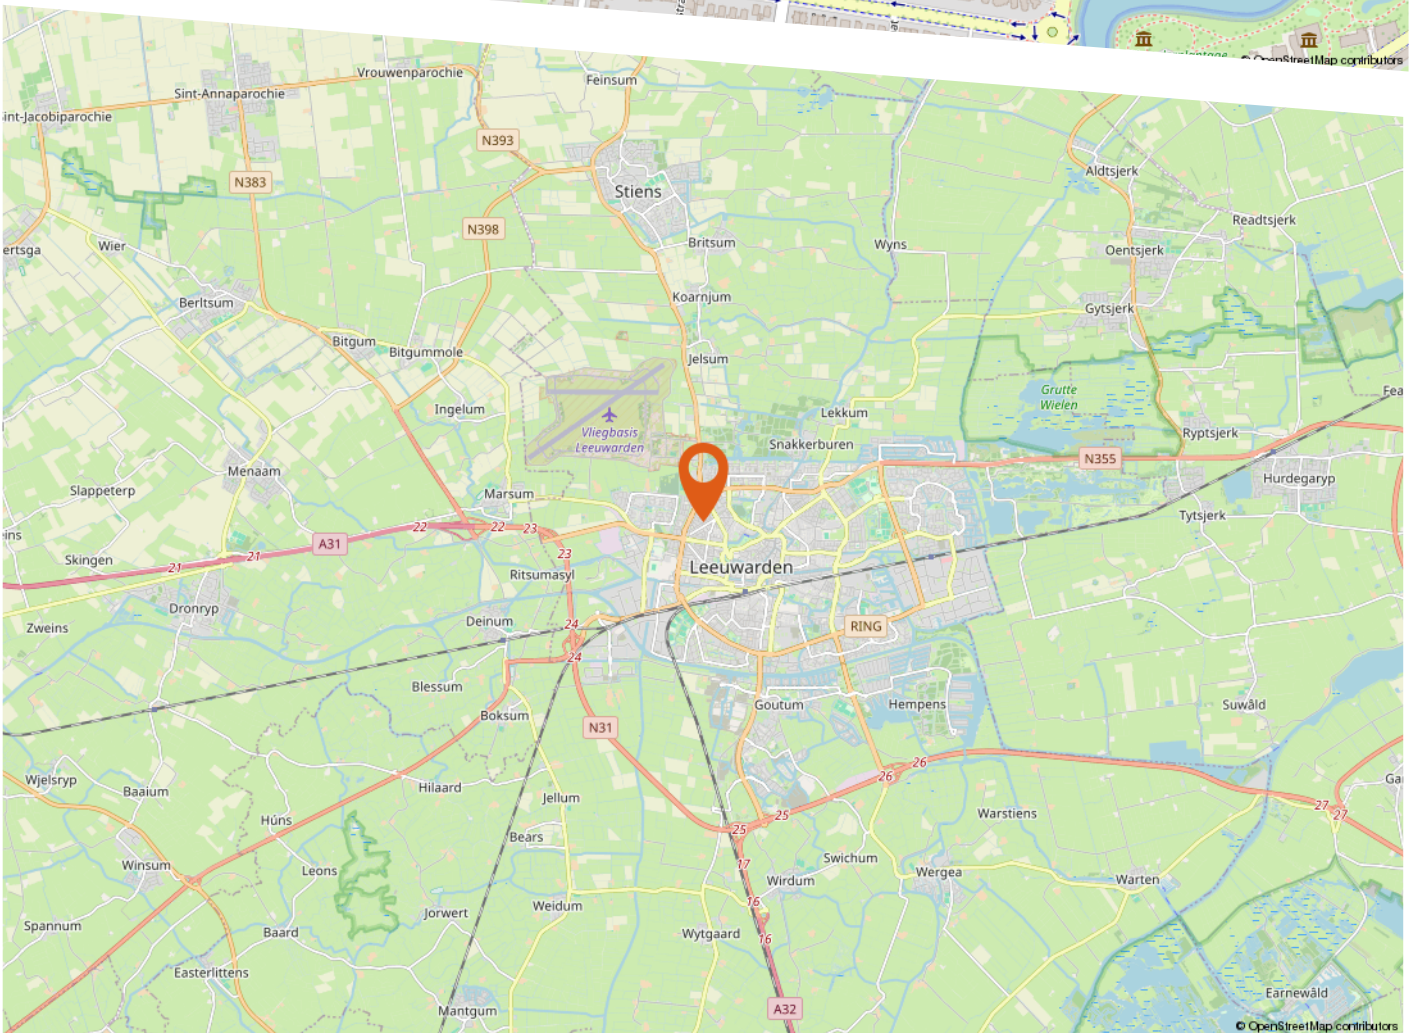 © OpenStreetMap contributors
Vrouwenparochie
Feinsum
Sint-Annaparochie
int-Jacobiparochie
N393
Aldtsjerk
N383
Stiens
Readtsjerk
N398
Britsum
Wyns
Wier
ertsga
Oentsjerk
Koarnjum
Berltsum
Gytsjerk
Bitgum
Bitgummole
Jelsum
Grutte
Wielen
Fea
Ingelum
Lekkum
Vliegbasis
Leeuwarden
Snakkerburen
Ryptsjerk
N355
Menaam
Hurdegaryp
Slappeterp
Marsum
Tytsjerk
22
22
23
eins
A31
21
21
23
Skingen
Leeuwarden
Ritsumasyl
Dronryp
Zweins
Deinum
24
RING
24
Blessum
Goutum
Hempens
Suwâld
Boksum
N31
26
26
Wjelsryp
Baaium
Hilaard
Jellum
27
27
Ga
Húns
25
25
Warstiens
Bears
Winsum
Leons
17
Swichum
Wergea
Wirdum
Warten
16
Weidum
Jorwert
Spannum
Baard
Wytgaard
16
Easterlittens
Earnewâld
Mantgum
A32
© OpenStreetMap contributors